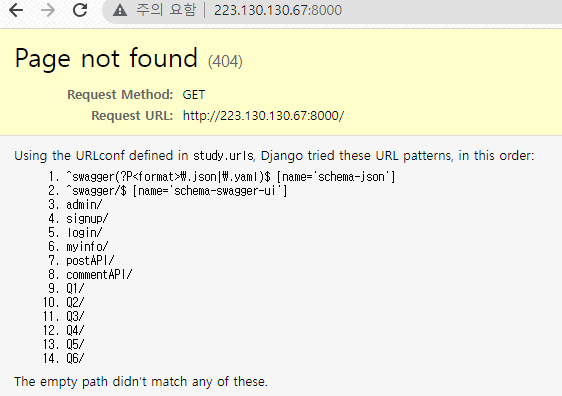 주의 요함 | 223.130.130.67:8000
Page not found (404)
Request Method: GET
Request URL: http://223.130.130.67:8000/
Using the URLconf defined in study.urls, Django tried these URL patterns, in this order:
1. ^swagger(?P<format>₩.json|₩.yaml)$ [name='schema-json']
2. ^swagger/$ [name='schema-swagger-ui']
3. admin/
4. signup/
5. login/
6. myinfo/
7. postAPI/
8. commentAPI/
9. Q1/
10. Q2/
11. Q3/
12. Q4/
13. Q5/
14. Q6/
The empty path didn't match any of these.